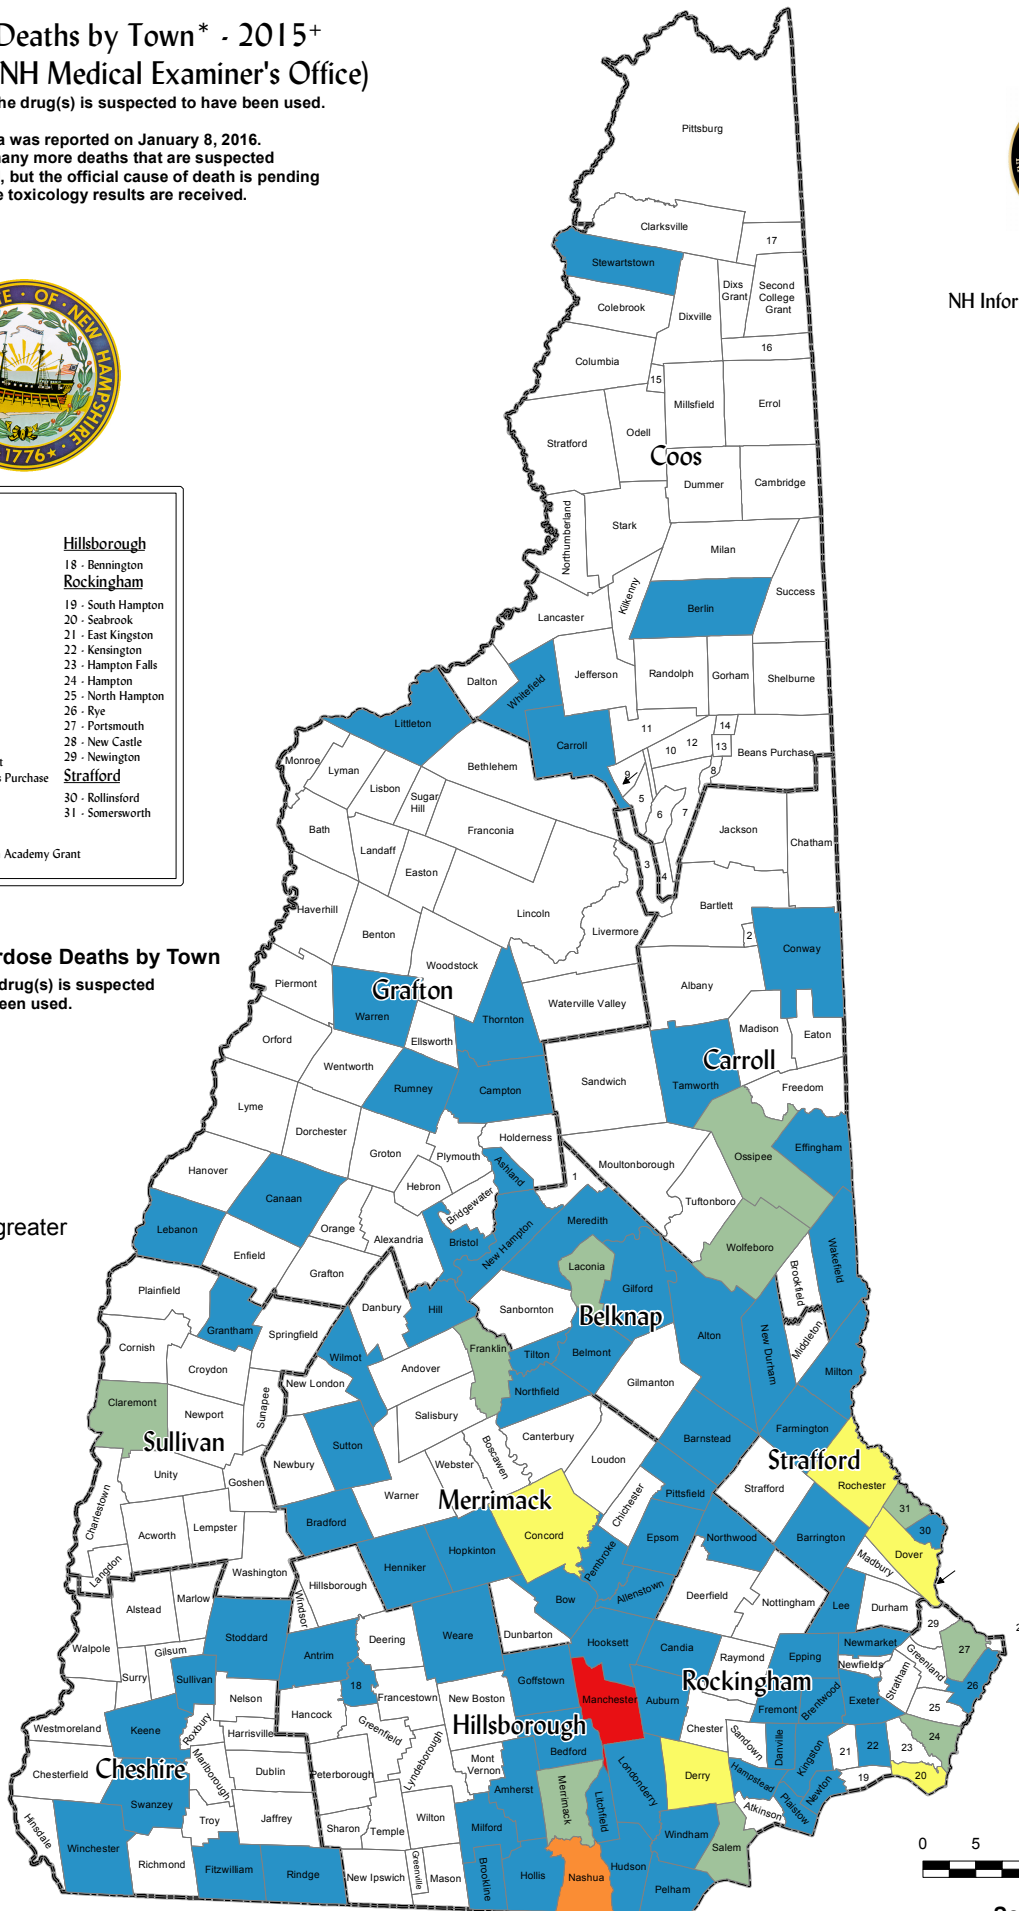 Deaths by Town* - 2015+
NH Medical Examiner's Office)
he drug(s) is suspected to have been used.
a was reported on January 8, 2016.
any more deaths that are suspected
, but the official cause of death is pending
e toxicology results are received.
E · OF · NEW HAMPSHIRE
1776
NH Infor
Hillsborough
18 - Bennington
Rockingham
19 - South Hampton
20 - Seabrook
21 - East Kingston
22 - Kensington
23 - Hampton Falls
24 - Hampton
25 - North Hampton
26 - Rye
27 - Portsmouth
28 - New Castle
29 - Newington
t
s Purchase
Strafford
30 - Rollinsford
31 - Somersworth
Academy Grant
rdose Deaths by Town
drug(s) is suspected
een used.
greater
Pittsburg
Clarksville
17
Stewartstown
Dixs
Grant
Second
College
Grant
Colebrook
Dixville
16
Columbia
15
Millsfield
Errol
Odell
Stratford
Coos
Dummer
Cambridge
Northumberland
Stark
Milan
Kilkenny
Success
Berlin
Lancaster
Dalton
Whitefield
Jefferson
Randolph
Gorham
Shelburne
Littleton
Carroll
11
10
12
14
13
Beans Purchase
8
9
5
6
7
3
4
Monroe
Lyman
Bethlehem
Lisbon
Sugar
Hill
Bath
Franconia
Landaff
Easton
Jackson
Chatham
Haverhill
Benton
Lincoln
Livermore
Bartlett
2
Conway
Woodstock
Piermont
Grafton
Warren
Thornton
Waterville Valley
Albany
Ellsworth
Orford
Madison
Eaton
Carroll
Wentworth
Rumney
Campton
Sandwich
Tamworth
Freedom
Lyme
Dorchester
Holderness
Groton
Plymouth
Ashland
1
Moultonborough
Ossipee
Effingham
Hanover
Canaan
Hebron
Bridgewater
Tuftonboro
Lebanon
Orange
Alexandria
Bristol
New Hampton
Meredith
Enfield
Wolfeboro
Wakefield
Brookfield
Grafton
Laconia
Gilford
Plainfield
Danbury
Hill
Sanbornton
Belknap
Grantham
Springfield
Cornish
Wilmot
Franklin
Tilton
Belmont
Alton
New Durham
Middleton
Croydon
Andover
Milton
New London
Northfield
Gilmanton
Claremont
Newport
Sunapee
Salisbury
Sullivan
Sutton
Boscawen
Canterbury
Barnstead
Farmington
Newbury
Webster
Loudon
Strafford
Unity
Goshen
Warner
Merrimack
Chichester
Pittsfield
Strafford
Rochester
Charlestown
31
Acworth
Lempster
Bradford
Concord
Epsom
Northwood
Barrington
30
Hopkinton
Pembroke
Dover
Langdon
Washington
Henniker
Madbury
Hillsborough
Windsor
Bow
Allenstown
Deerfield
Nottingham
Lee
Durham
Alstead
Marlow
Stoddard
Deering
Weare
Dunbarton
Hooksett
29
Walpole
Gilsum
Antrim
Candia
Raymond
Epping
Newmarket
Greenland
27
Surry
Sullivan
18
Goffstown
Newfields
Stratham
26
Nelson
Francestown
New Boston
Manchester
Auburn
Rockingham
Fremont
Brentwood
Exeter
25
Westmoreland
Keene
Roxbury
Hancock
Greenfield
Hillsborough
Chester
Sandown
Danville
Kingston
24
Harrisville
Bedford
21
22
23
Chesterfield
Cheshire
Marlborough
Dublin
Peterborough
Lyndeborough
Mont
Vernon
Amherst
Merrimack
Litchfield
Londonderry
Derry
Hampstead
Newton
19
20
Swanzey
Plaistow
Hinsdale
Troy
Jaffrey
Sharon
Temple
Wilton
Milford
Atkinson
Windham
Salem
Winchester
Richmond
Fitzwilliam
Rindge
New Ipswich
Greenville
Mason
Brookline
Hollis
Nashua
Hudson
Pelham
0
5